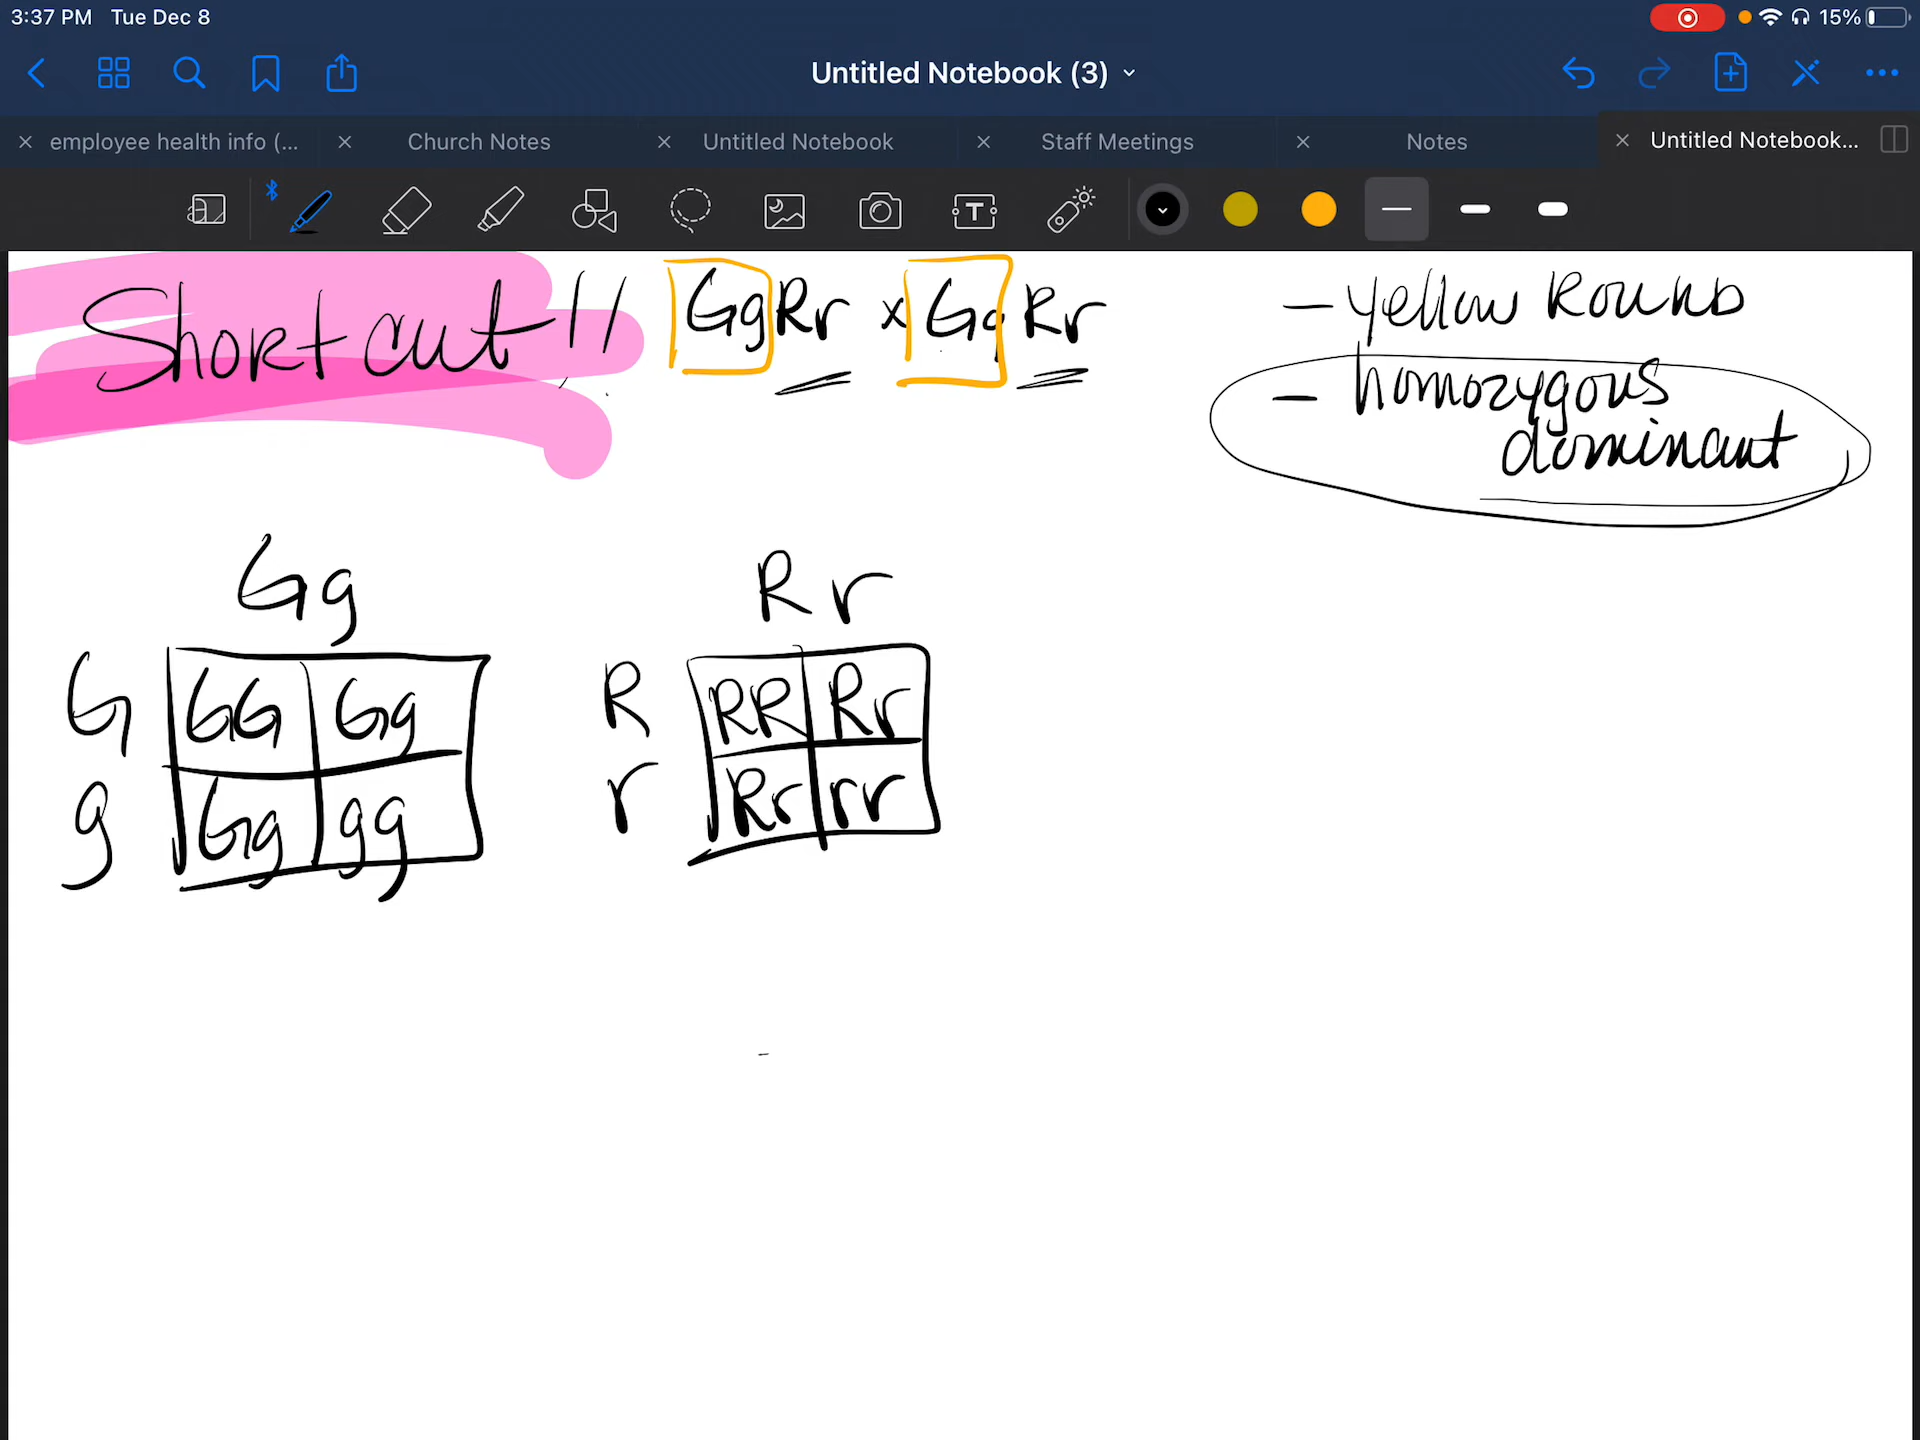 3:37 PM Tue Dec 8
15%
Untitled Notebook (3)
employee health info (...
Church Notes
Untitled Notebook
Staff Meetings
Notes
Untitled Notebook...
T
Shortcut!! GgRr x GgRr
- yellow Round
- homozygous
dominant
Gg
G GG Gg
g Gg gg
Rr
R RR Rr
r Rr rr